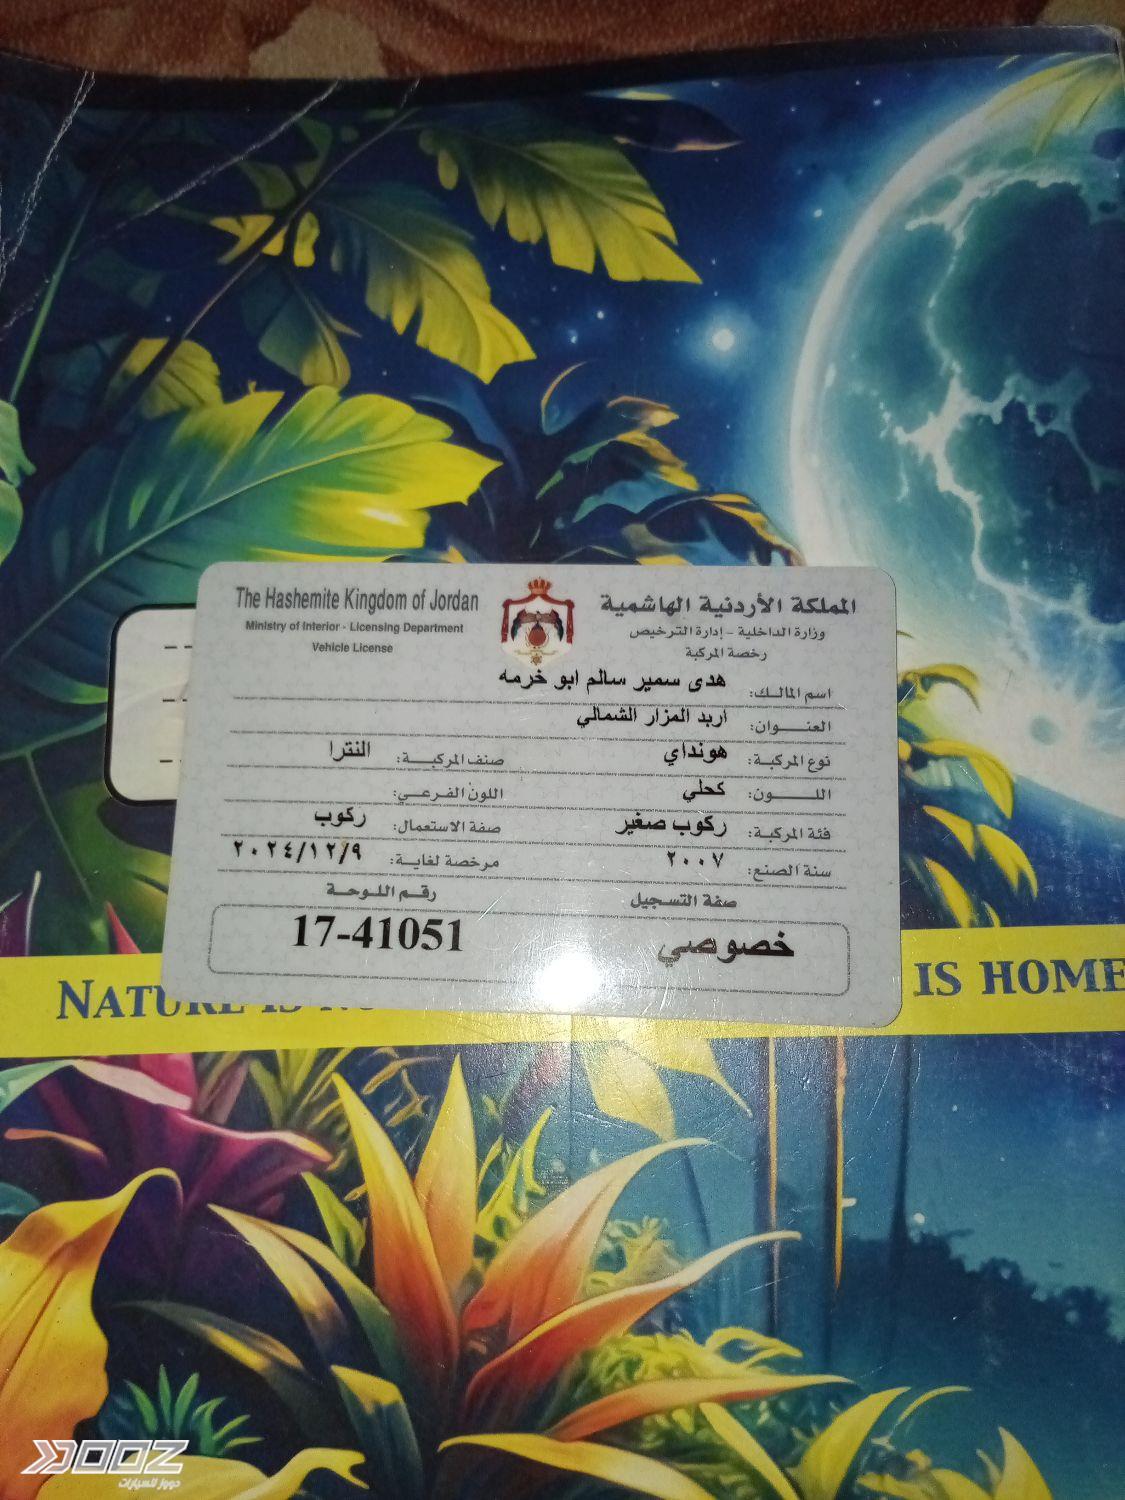 The Hashemite Kingdom of Jordan
Ministry of Interior - Licensing Department
Vehicle License
المملكة الأردنية الهاشمية
وزارة الداخلية - إدارة الترخيص
رخصة المركبة
اسم المالك: هدى سمير سالم ابو خرمه
العنوان: اربد المزار الشمالي
نوع المركبة: هونداي صنف المركبة: النترا
اللون: كحلي اللون الفرعي:
فئة المركبة: ركوب صغير صفة الاستعمال: ركوب
سنة الصنع: ٢٠٠٧ مرخصة لغاية: ٢٠٢٤/١٢/٩
صفة التسجيل رقم اللوحة
خصوصي 17-41051
NATURE IS IS HOME
DOOZ
دووز للسيارات